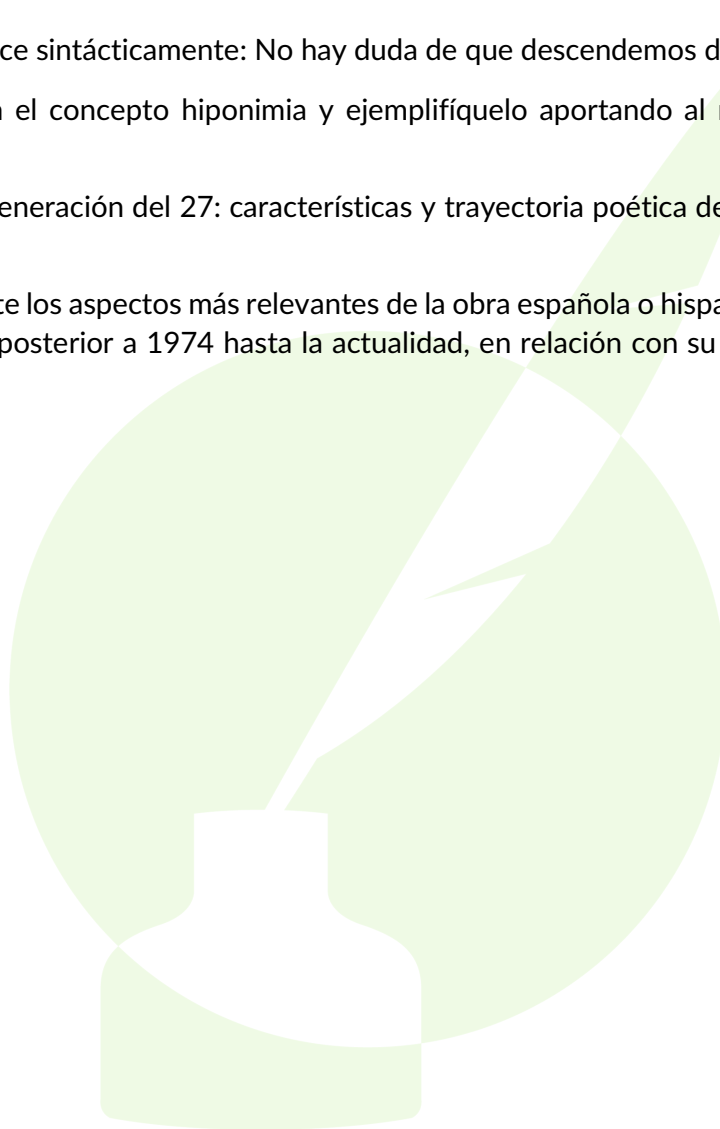 ce sintácticamente: No hay duda de que descendemos d
el concepto hiponimia y ejemplifíquelo aportando al
eneración del 27: características y trayectoria poética de
te los aspectos más relevantes de la obra española o hispa
posterior a 1974 hasta la actualidad, en relación con su